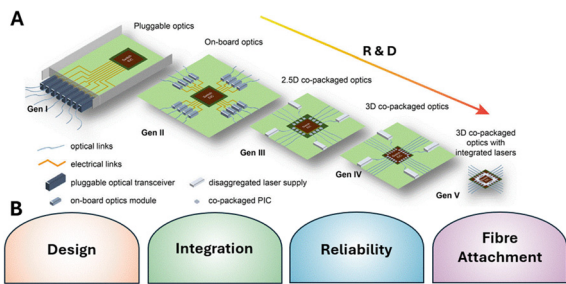 A
Pluggable optics
On-board optics
R & D
2.5D co-packaged optics
3D co-packaged optics
3D co-packaged
optics with
integrated lasers
Gen I
Gen II
Gen III
Gen IV
Gen V
optical links
electrical links
pluggable optical transceiver
on-board optics module
disaggregated laser supply
co-packaged PIC
B
Design
Integration
Reliability
Fibre
Attachment